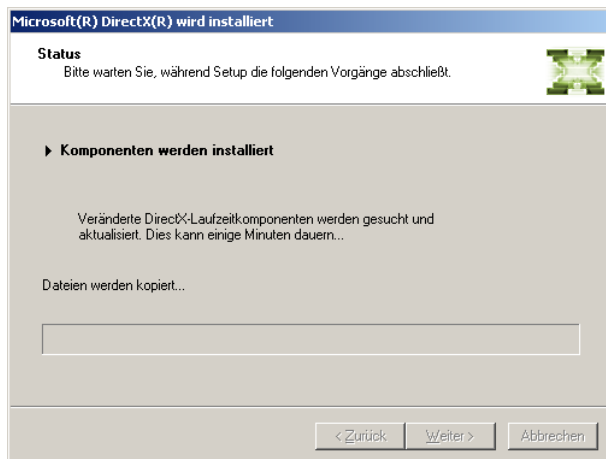 Microsoft(R) DirectX(R) wird installiert
Status
Bitte warten Sie, während Setup die folgenden Vorgänge abschließt.
Komponenten werden installiert
Veränderte DirectX-Laufzeitkomponenten werden gesucht und
aktualisiert. Dies kann einige Minuten dauern...
Dateien werden kopiert...
< Zurück Weiter > Abbrechen